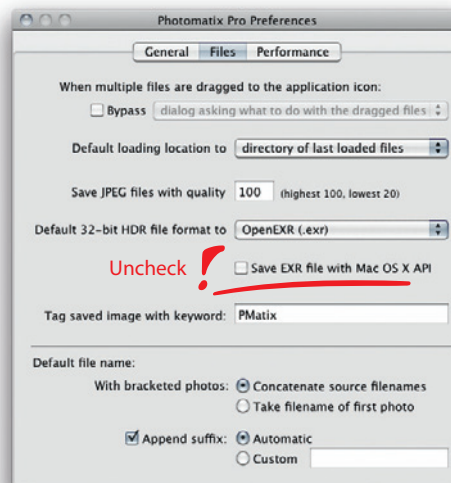 Photomatix Pro Preferences
General Files Performance
When multiple files are dragged to the application icon:
Bypass dialog asking what to do with the dragged files
Default loading location to directory of last loaded files
Save JPEG files with quality 100 (highest 100, lowest 20)
Default 32-bit HDR file format to OpenEXR (.exr)
Uncheck ! Save EXR file with Mac OS X API
Tag saved image with keyword: PMatix
Default file name:
With bracketed photos: Concatenate source filenames
Take filename of first photo
Append suffix: Automatic
Custom